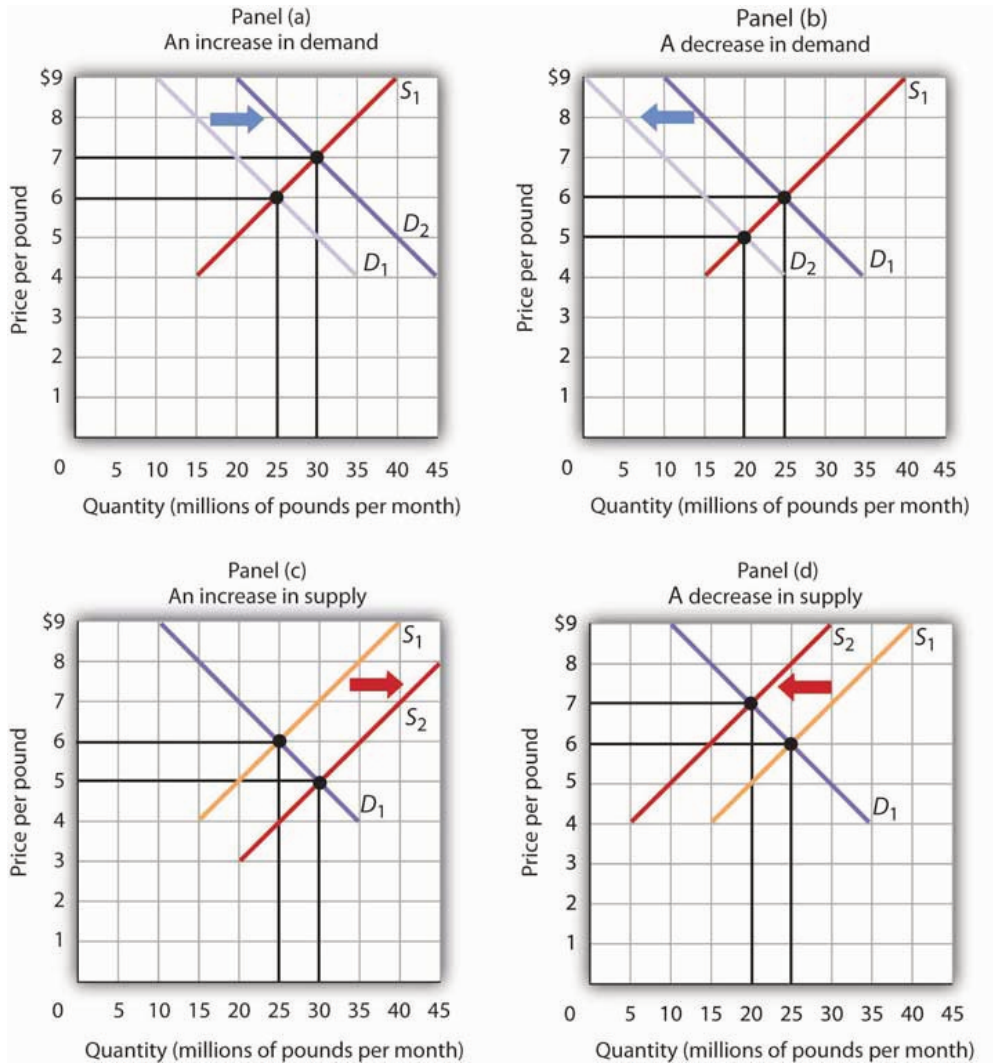 Panel (a)
An increase in demand
$9
8
7
6
5
4
3
2
1
0 5 10 15 20 25 30 35 40 45
S1
D2
D1
Price per pound
Quantity (millions of pounds per month)
Panel (b)
A decrease in demand
$9
8
7
6
5
4
3
2
1
0 5 10 15 20 25 30 35 40 45
S1
D2
D1
Price per pound
Quantity (millions of pounds per month)
Panel (c)
An increase in supply
$9
8
7
6
5
4
3
2
1
0 5 10 15 20 25 30 35 40 45
S1
S2
D1
Price per pound
Quantity (millions of pounds per month)
Panel (d)
A decrease in supply
$9
8
7
6
5
4
3
2
1
0 5 10 15 20 25 30 35 40 45
S2
S1
D1
Price per pound
Quantity (millions of pounds per month)